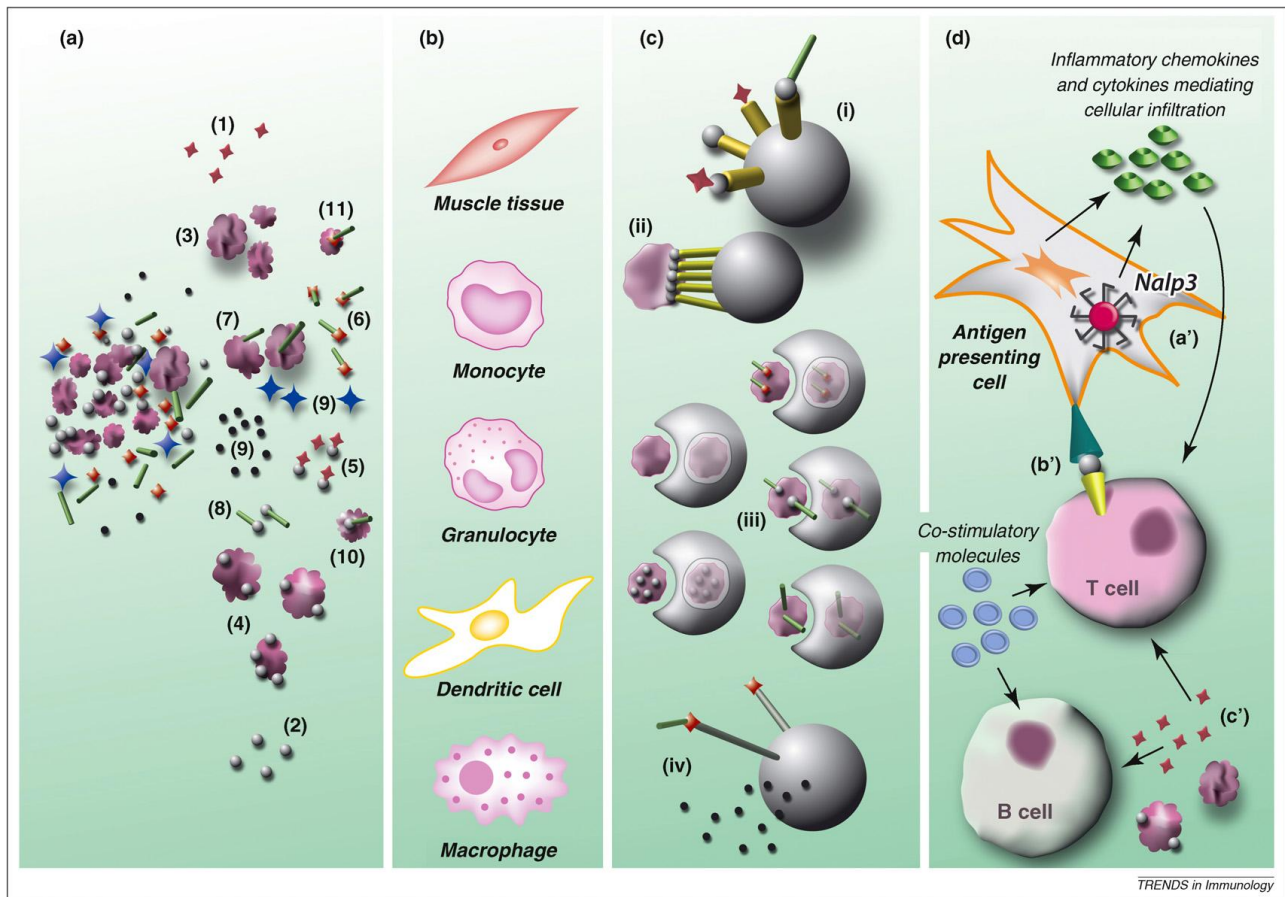 (a)
(1)
(3)
(11)
(7)
(6)
(9)
(9)
(5)
(8)
(10)
(4)
(2)
(b)
Muscle tissue
Monocyte
Granulocyte
Dendritic cell
Macrophage
(c)
(i)
(ii)
(iii)
(iv)
(d)
Inflammatory chemokines
and cytokines mediating
cellular infiltration
Nalp3
(a’)
Antigen
presenting
cell
(b’)
Co-stimulatory
molecules
T cell
(c’)
B cell
TRENDS in Immunology